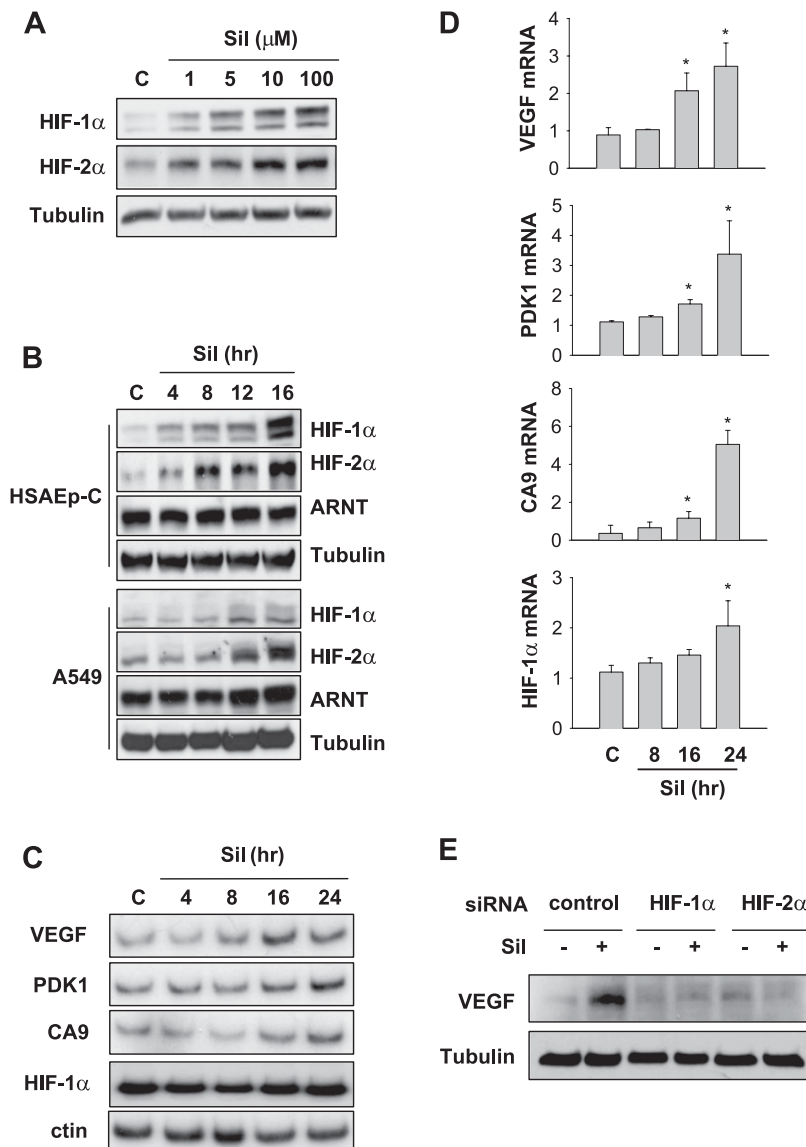 A
Sil (μM)
C 1 5 10 100
HIF-1α
HIF-2α
Tubulin
B
Sil (hr)
C 4 8 12 16
HSAEp-C
HIF-1α
HIF-2α
ARNT
Tubulin
A549
HIF-1α
HIF-2α
ARNT
Tubulin
C
Sil (hr)
C 4 8 16 24
VEGF
PDK1
CA9
HIF-1α
ctin
D
VEGF mRNA
4
3
2
1
0
* *
PDK1 mRNA
5
4
3
2
1
0
* *
CA9 mRNA
8
6
4
2
0
* *
HIF-1α mRNA
3
2
1
0
*
C 8 16 24
Sil (hr)
E
siRNA control HIF-1α HIF-2α
Sil - + - + - +
VEGF
Tubulin